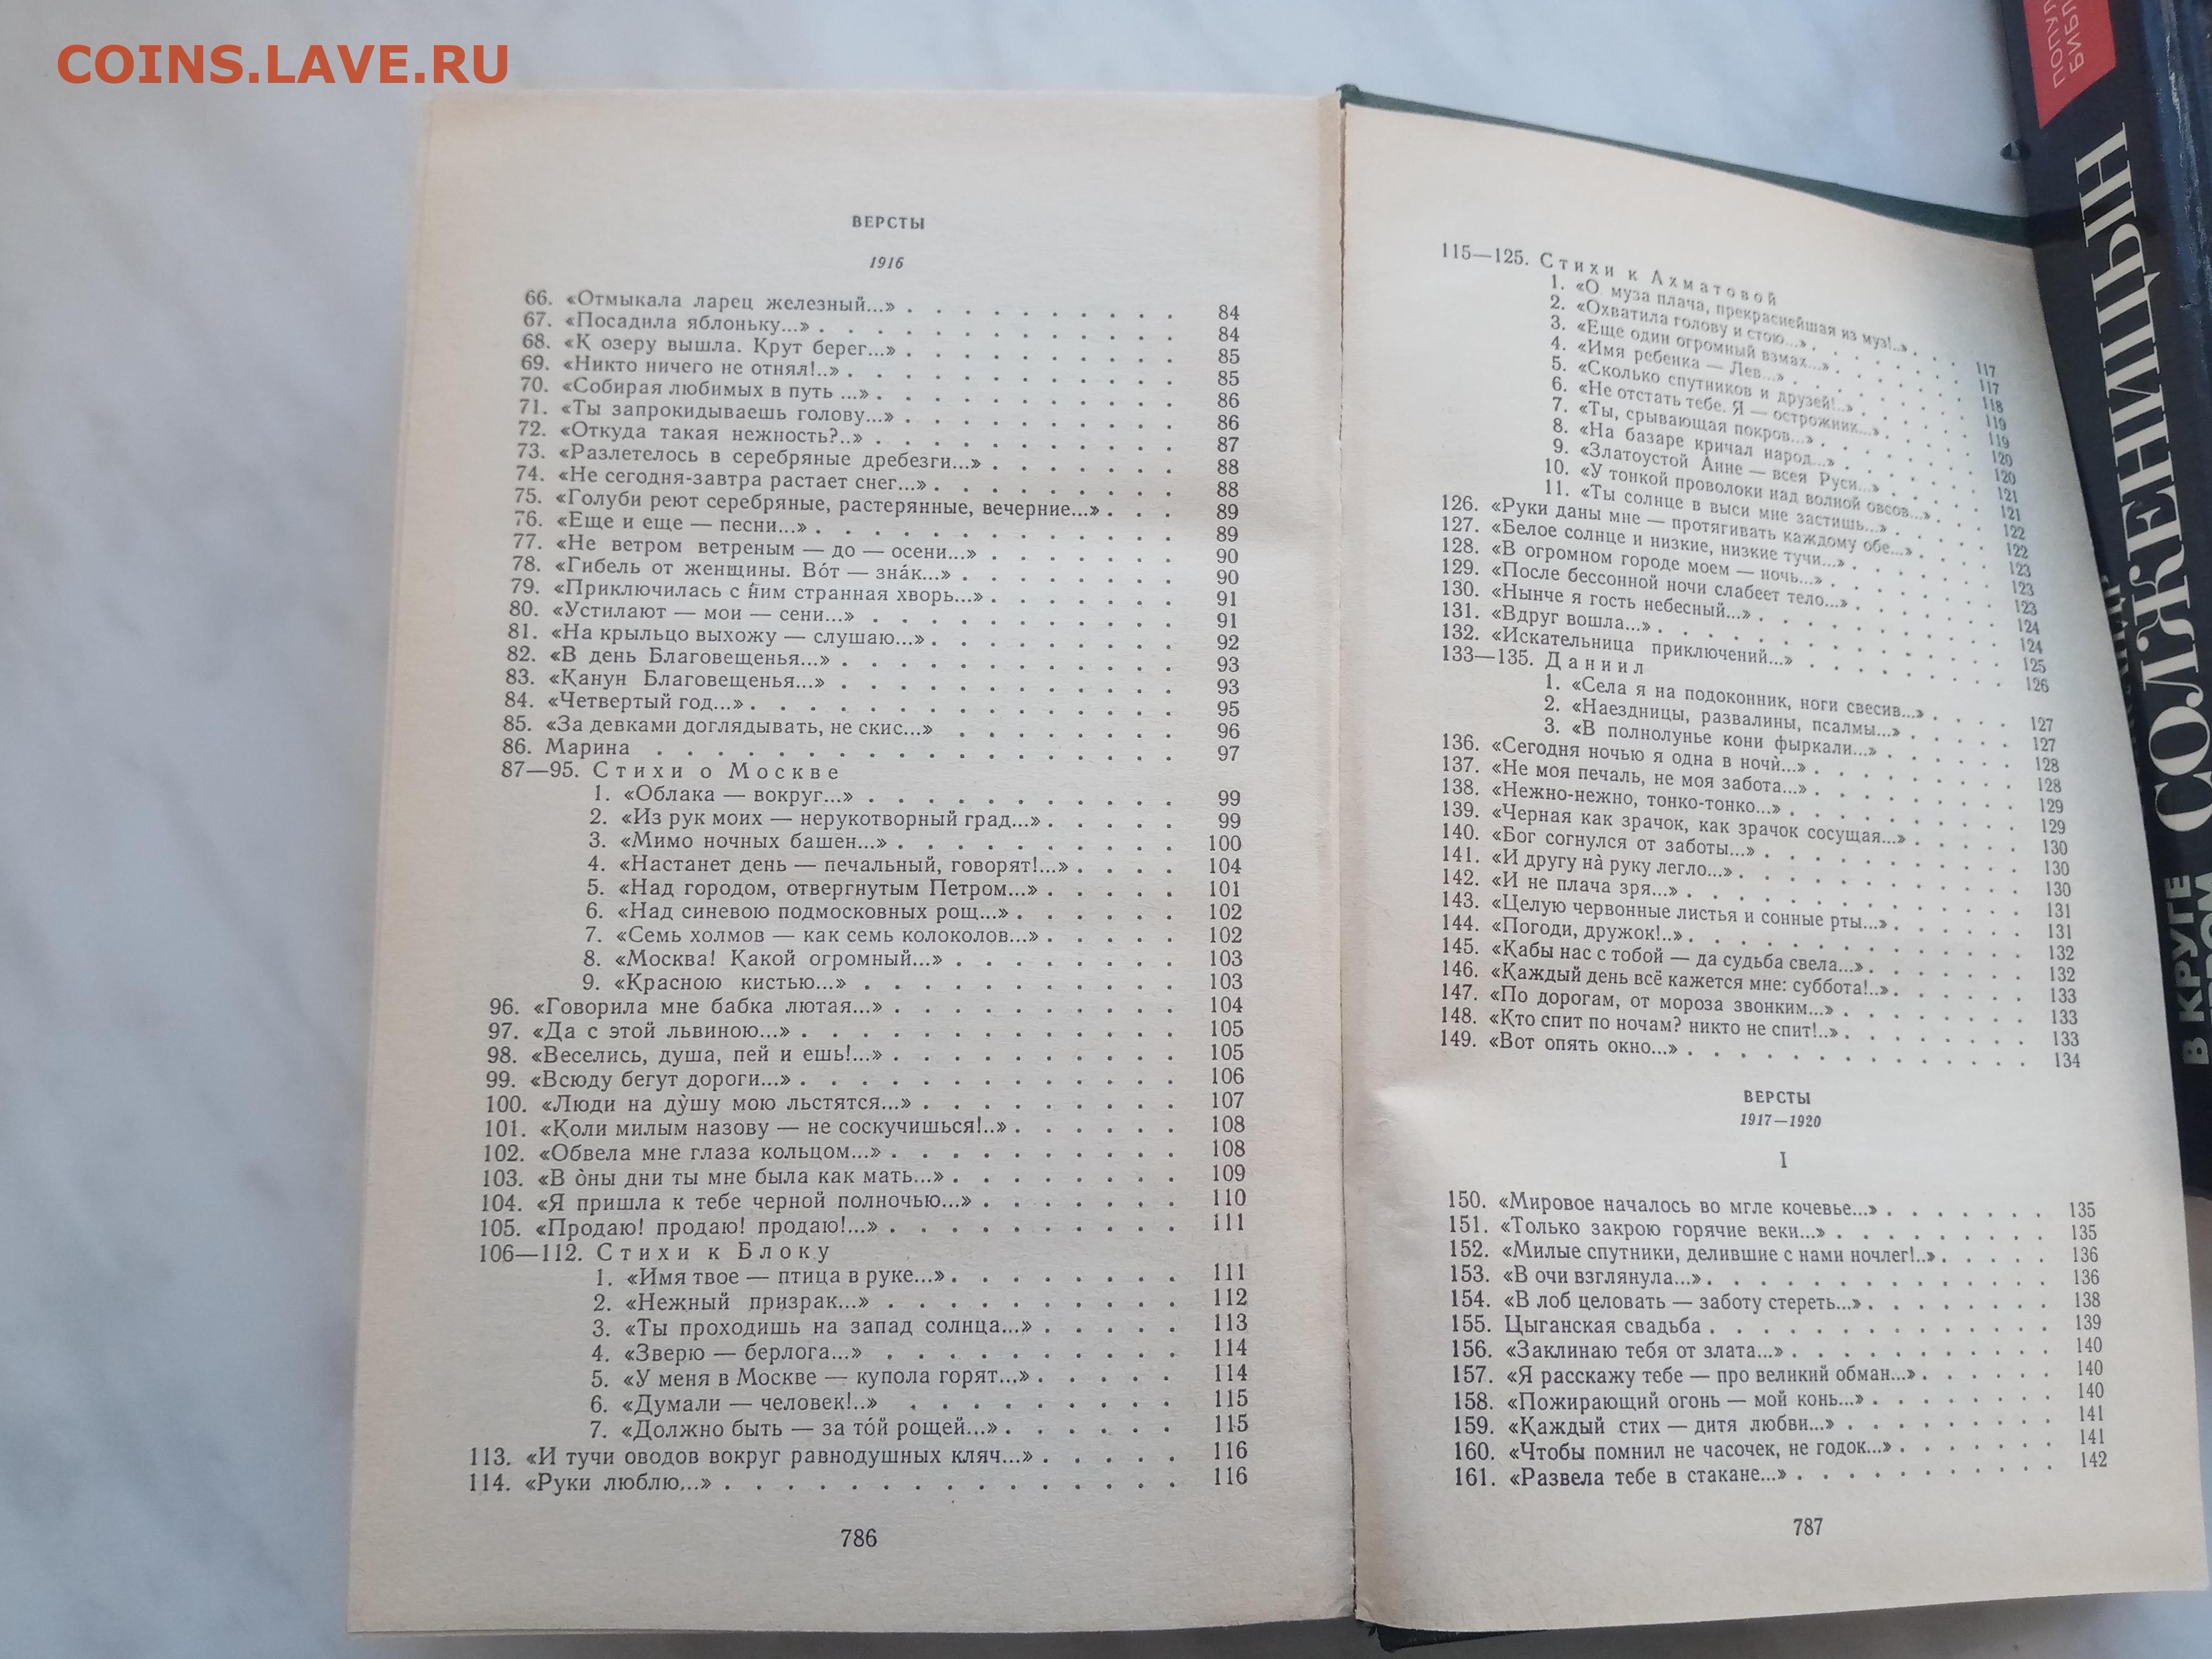 COINS.LAVE.RU
ВЕРСТЫ
1916
66. «Отмыкала ларец железный...» . . . . . . . . . . 84
67. «Посадила яблоньку...» . . . . . . . . . . . . . 84
68. «К озеру вышла. Крут берег...» . . . . . . . . . . 85
69. «Никто ничего не отнял!..» . . . . . . . . . . . . 85
70. «Собирая любимых в путь ...» . . . . . . . . . . . 86
71. «Ты запрокидываешь голову...» . . . . . . . . . . 86
72. «Откуда такая нежность?..» . . . . . . . . . . . 87
73. «Разлетелось в серебряные дребезги...» . . . . . . . 88
74. «Не сегодня-завтра растает снег...» . . . . . . . . . 88
75. «Голуби реют серебряные, растерянные, вечерние...» . . . 89
76. «Еще и еще — песни...» . . . . . . . . . . . . . 89
77. «Не ветром ветреным — до — осени...» . . . . . . . 90
78. «Гибель от женщины. Во́т — зна́к...» . . . . . . . . 90
79. «Приключилась с ним странная хворь...» . . . . . . . 91
80. «Устилают — мои — сени...» . . . . . . . . . . . 91
81. «На крыльцо выхожу — слушаю...» . . . . . . . . . 92
82. «В день Благовещенья...» . . . . . . . . . . . . 93
83. «Канун Благовещенья...» . . . . . . . . . . . . 93
84. «Четвертый год...» . . . . . . . . . . . . . . . 95
85. «За девками доглядывать, не скис...» . . . . . . . . 96
86. Марина . . . . . . . . . . . . . . . . . . 97
87—95. Стихи о Москве
1. «Облака — вокруг...» . . . . . . . . . . . 99
2. «Из рук моих — нерукотворный град...» . . . . . 99
3. «Мимо ночных башен...» . . . . . . . . . . 100
4. «Настанет день — печальный, говорят!...» . . . . 104
5. «Над городом, отвергнутым Петром...» . . . . . 101
6. «Над синевою подмосковных рощ...» . . . . . . 102
7. «Семь холмов — как семь колоколов...» . . . . . 102
8. «Москва! Какой огромный...» . . . . . . . . 103
9. «Красною кистью...» . . . . . . . . . . . 103
96. «Говорила мне бабка лютая...» . . . . . . . . . . 104
97. «Да с этой львиною...» . . . . . . . . . . . . . 105
98. «Веселись, душа, пей и ешь!...» . . . . . . . . . . 105
99. «Всюду бегут дороги...» . . . . . . . . . . . . . 106
100. «Люди на ду̀шу мою льстятся...» . . . . . . . . . 107
101. «Коли милым назову — не соскучишься!..» . . . . . . 108
102. «Обвела мне глаза кольцом...» . . . . . . . . . . 108
103. «В о̀ны дни ты мне была как мать...» . . . . . . . . 109
104. «Я пришла к тебе черной полночью...» . . . . . . . 110
105. «Продаю! продаю! продаю!...» . . . . . . . . . . 111
106—112. Стихи к Блоку
1. «Имя твое — птица в руке...» . . . . . . . . 111
2. «Нежный призрак...» . . . . . . . . . . 112
3. «Ты проходишь на запад солнца...» . . . . . 113
4. «Зверю — берлога...» . . . . . . . . . . 114
5. «У меня в Москве — купола горят...» . . . . . 114
6. «Думали — человек!..» . . . . . . . . . 115
7. «Должно быть — за то́й рощей...» . . . . . . 115
113. «И тучи оводов вокруг равнодушных кляч...» . . . . . 116
114. «Руки люблю...» . . . . . . . . . . . . . . . . 116
786
115—125. Стихи к Ахматовой
1. «О муза плача, прекраснейшая из муз!..» . . . 117
2. «Охватила голову и стою...» . . . . . . . 117
3. «Еще один огромный взмах...» . . . . . . 118
4. «Имя ребенка — Лев...» . . . . . . . . 119
5. «Сколько спутников и друзей!..» . . . . . 119
6. «Не отстать тебе. Я — острожник...» . . . . 120
7. «Ты, срывающая покров...» . . . . . . . 120
8. «На базаре кричал народ...» . . . . . . 121
9. «Златоустой Анне — всея Руси...» . . . . . 121
10. «У тонкой проволоки над волной овсов...» . . . 122
11. «Ты солнце в выси мне застишь...» . . . . . 122
126. «Руки даны мне — протягивать каждому обе...» . . . . 123
127. «Белое солнце и низкие, низкие тучи...» . . . . . . 123
128. «В огромном городе моем — ночь...» . . . . . . . 123
129. «После бессонной ночи слабеет тело...» . . . . . . 124
130. «Нынче я гость небесный...» . . . . . . . . . . 124
131. «Вдруг вошла...» . . . . . . . . . . . . . 125
132. «Искательница приключений...» . . . . . . . . 126
133—135. Даниил
1. «Села я на подоконник, ноги свесив...» . . . . 127
2. «Наездницы, развалины, псалмы...» . . . . . 127
3. «В полнолунье кони фыркали...» . . . . . . 128
136. «Сегодня ночью я одна в ночи̇...» . . . . . . . . 128
137. «Не моя печаль, не моя забота...» . . . . . . . . 129
138. «Нежно-нежно, тонко-тонко...» . . . . . . . . . 129
139. «Черная как зрачок, как зрачок сосущая...» . . . . . 130
140. «Бог согнулся от заботы...» . . . . . . . . . . 130
141. «И другу на̀ руку легло...» . . . . . . . . . . . 130
142. «И не плача зря...» . . . . . . . . . . . . . 131
143. «Целую червонные листья и сонные рты...» . . . . . 131
144. «Погоди, дружок!..» . . . . . . . . . . . . . 132
145. «Кабы нас с тобой — да судьба свела...» . . . . . . 132
146. «Каждый день всё кажется мне: суббота!..» . . . . . 133
147. «По дорогам, от мороза звонким...» . . . . . . . 133
148. «Кто спит по ночам? никто не спит!..» . . . . . . . 133
149. «Вот опять окно...» . . . . . . . . . . . . . 134
ВЕРСТЫ
1917—1920
I
150. «Мировое началось во мгле кочевье...» . . . . . . . 135
151. «Только закрою горячие веки...» . . . . . . . . . 135
152. «Милые спутники, делившие с нами ночлег!..» . . . . . 136
153. «В очи взглянула...» . . . . . . . . . . . . . 136
154. «В лоб целовать — заботу стереть...» . . . . . . . . 138
155. Цыганская свадьба . . . . . . . . . . . . . 139
156. «Заклинаю тебя от злата...» . . . . . . . . . . 140
157. «Я расскажу тебе — про великий обман...» . . . . . . 140
158. «Пожирающий огонь — мой конь...» . . . . . . . . 140
159. «Каждый стих — дитя любви...» . . . . . . . . . 141
160. «Чтобы помнил не часочек, не годок...» . . . . . . . 141
161. «Развела тебе в стакане...» . . . . . . . . . . . 142
787
СОЛЖЕНИЦЫН
В КРУГЕ